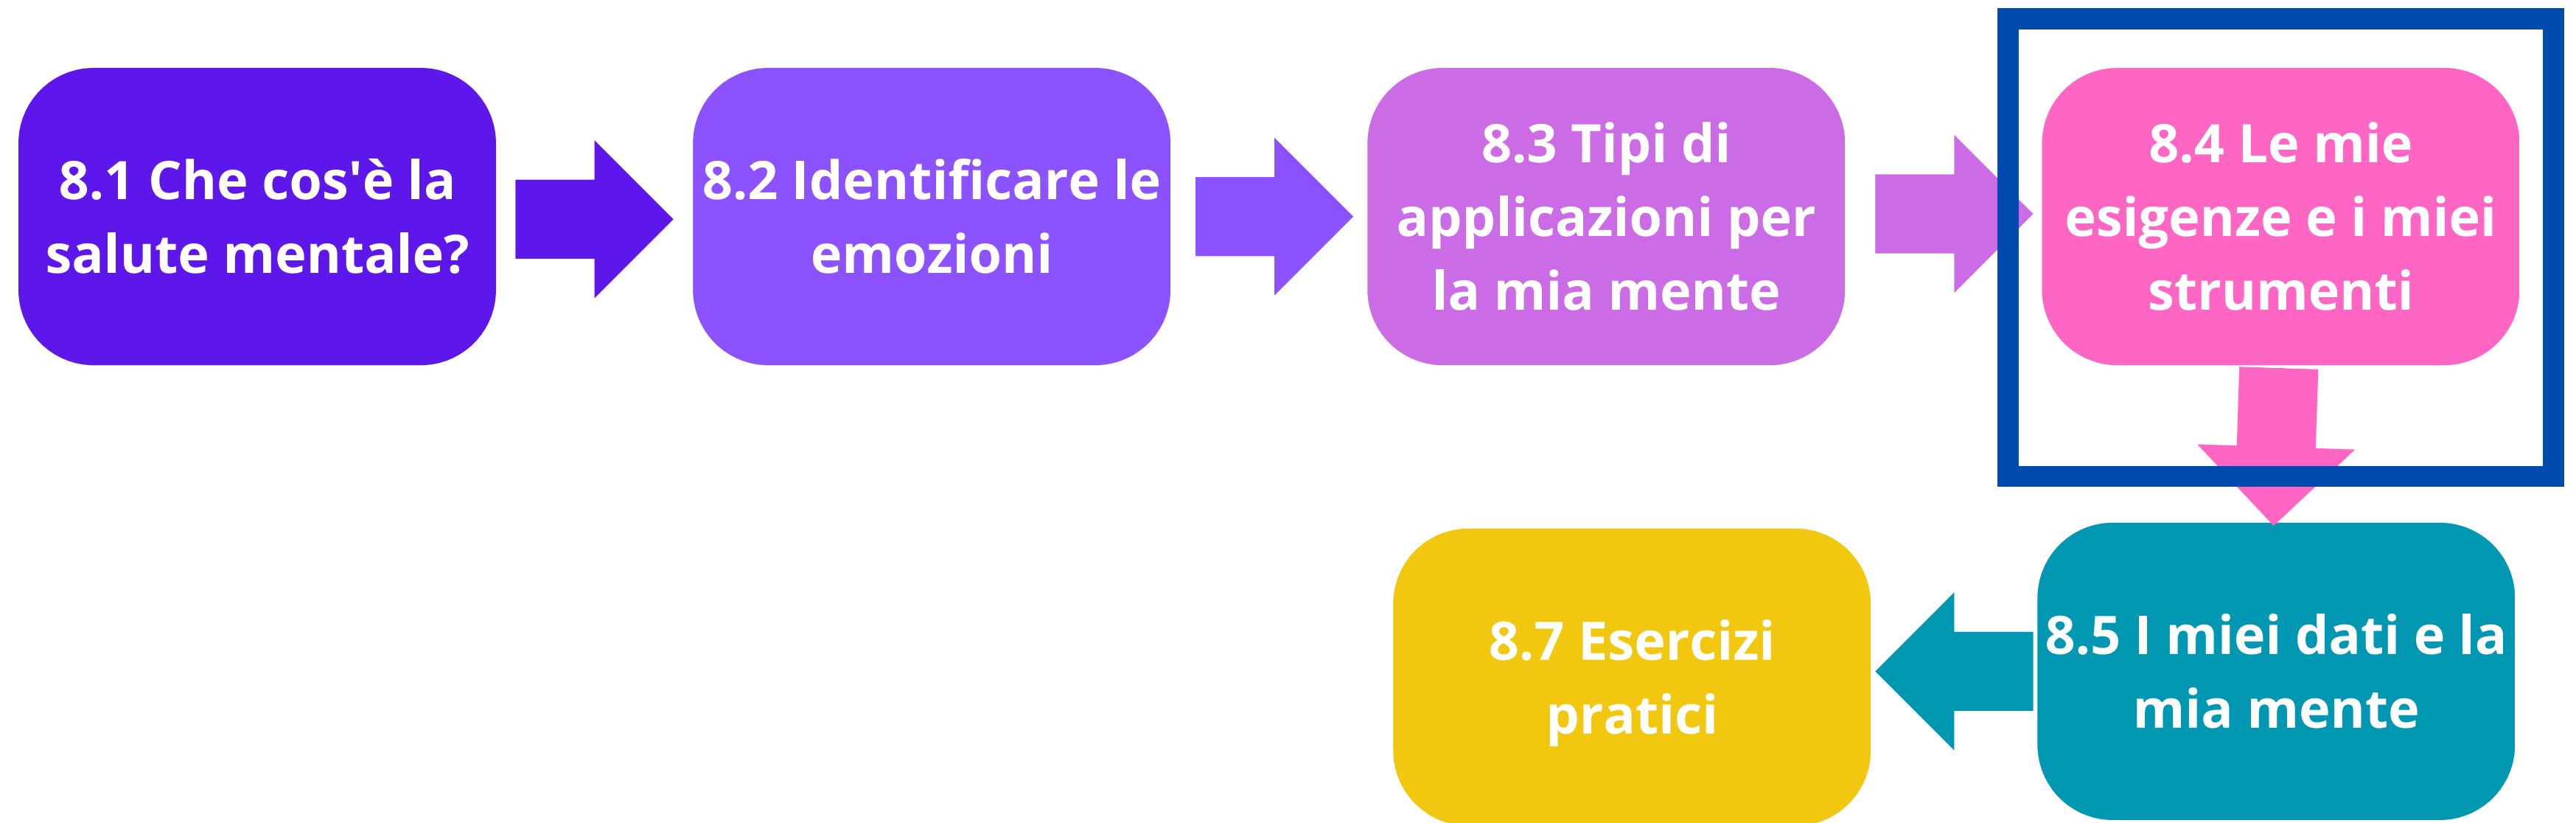 8.1 Che cos'è la
salute mentale?
8.2 Identificare le
emozioni
8.3 Tipi di
applicazioni per
la mia mente
8.4 Le mie
esigenze e i miei
strumenti
8.5 I miei dati e la
mia mente
8.7 Esercizi
pratici